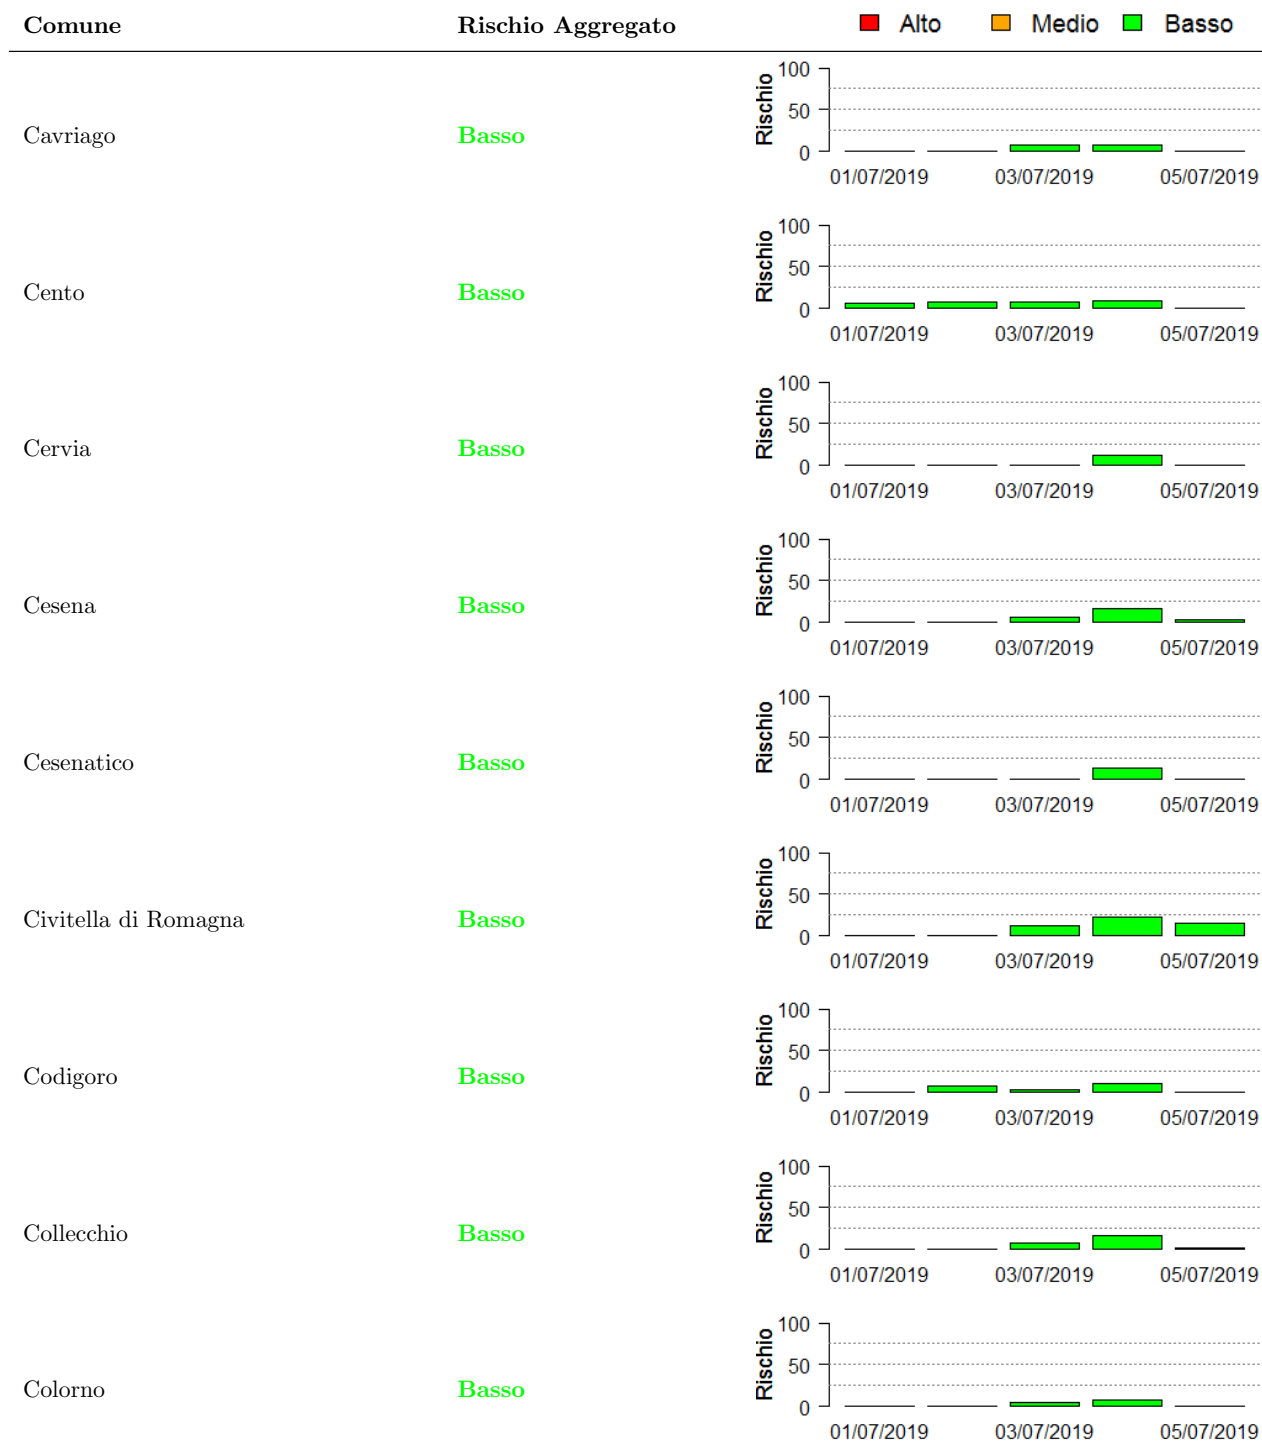 Comune Rischio Aggregato Alto Medio Basso
100
50
0
Rischio
Cavriago Basso
01/07/2019 03/07/2019 05/07/2019
100
50
0
Rischio
Cento Basso
01/07/2019 03/07/2019 05/07/2019
100
50
0
Rischio
Cervia Basso
01/07/2019 03/07/2019 05/07/2019
100
50
0
Rischio
Cesena Basso
01/07/2019 03/07/2019 05/07/2019
100
50
0
Rischio
Cesenatico Basso
01/07/2019 03/07/2019 05/07/2019
100
50
0
Rischio
Civitella di Romagna Basso
01/07/2019 03/07/2019 05/07/2019
100
50
0
Rischio
Codigoro Basso
01/07/2019 03/07/2019 05/07/2019
100
50
0
Rischio
Collecchio Basso
01/07/2019 03/07/2019 05/07/2019
100
50
0
Rischio
Colorno Basso
01/07/2019 03/07/2019 05/07/2019